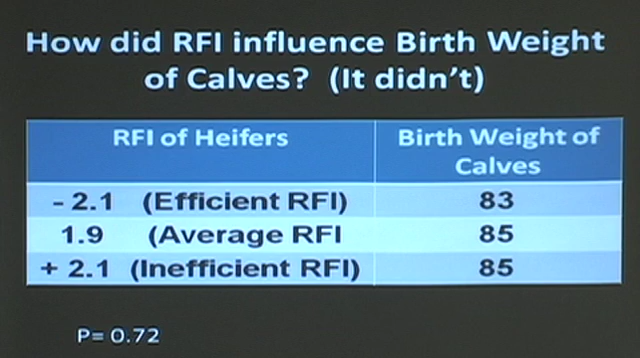 How did RFI influence Birth Weight
of Calves? (It didn't)
RFI of Heifers Birth Weight of
Calves
- 2.1 (Efficient RFI) 83
1.9 (Average RFI 85
+ 2.1 (Inefficient RFI) 85
P= 0.72